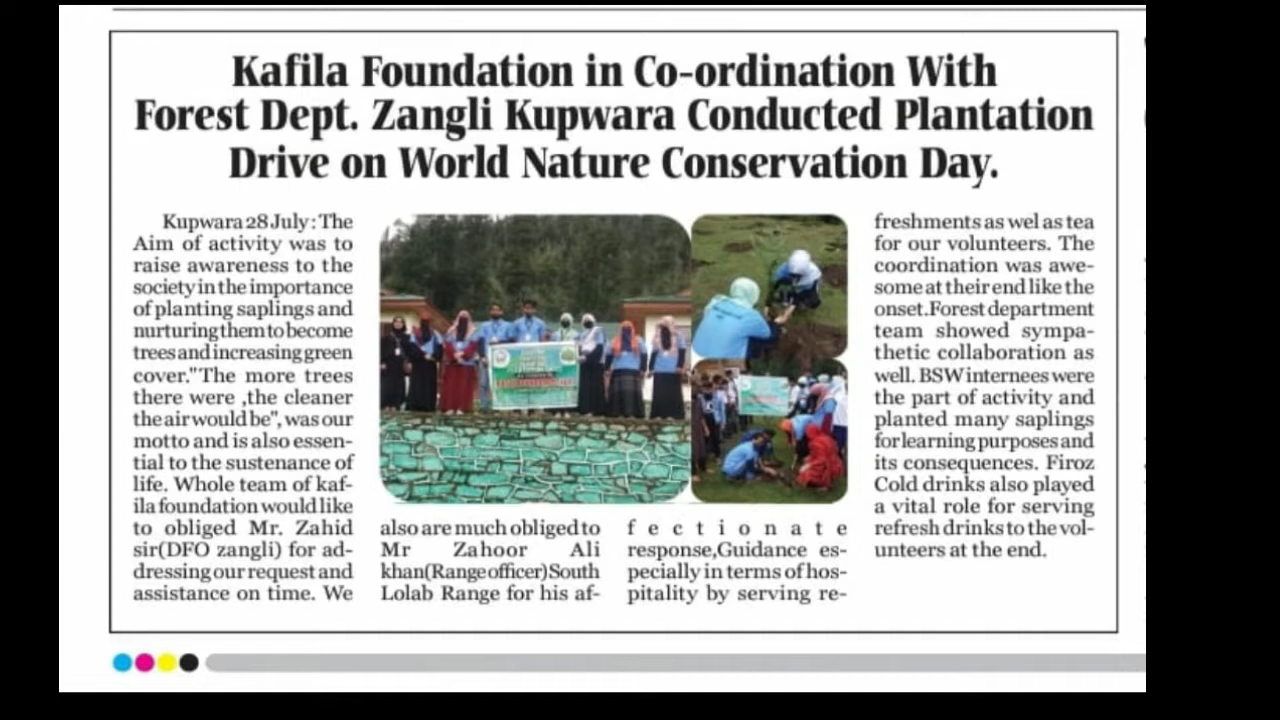 Kafila Foundation in Co-ordination With
Forest Dept. Zangli Kupwara Conducted Plantation
Drive on World Nature Conservation Day.
Kupwara 28 July : The
Aim of activity was to
raise awareness to the
society in the importance
of planting saplings and
nurturing them to become
trees and increasing green
cover."The more trees
there were ,the cleaner
the air would be", was our
motto and is also essen-
tial to the sustenance of
life. Whole team of kaf-
ila foundation would like
to obliged Mr. Zahid
sir(DFO zangli) for ad-
dressing our request and
assistance on time. We
also are much obliged to
Mr Zahoor Ali
khan(Range officer)South
Lolab Range for his af-
fectionate
response,Guidance es-
pecially in terms of hos-
pitality by serving re-
freshments as wel as tea
for our volunteers. The
coordination was awe-
some at their end like the
onset.Forest department
team showed sympa-
thetic collaboration as
well. BSW internees were
the part of activity and
planted many saplings
for learning purposes and
its consequences. Firoz
Cold drinks also played
a vital role for serving
refresh drinks to the vol-
unteers at the end.